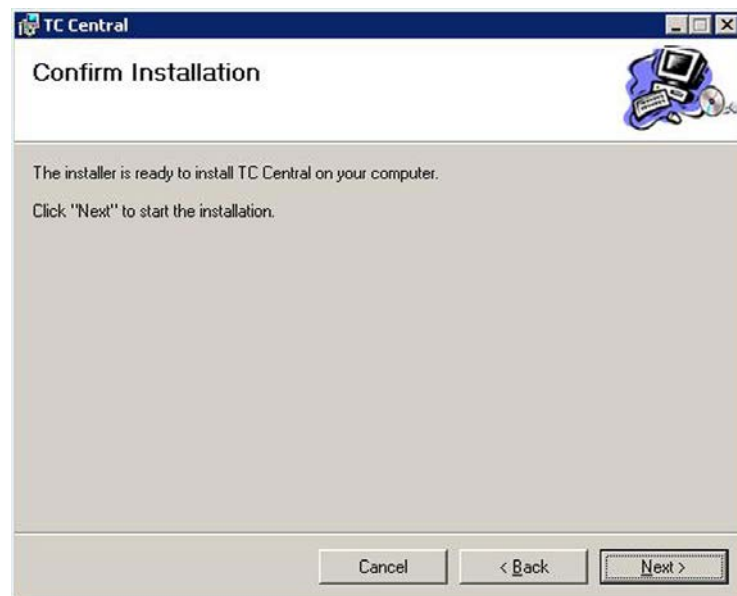 TC Central
Confirm Installation
The installer is ready to install TC Central on your computer.
Click "Next" to start the installation.
Cancel
< Back
Next >